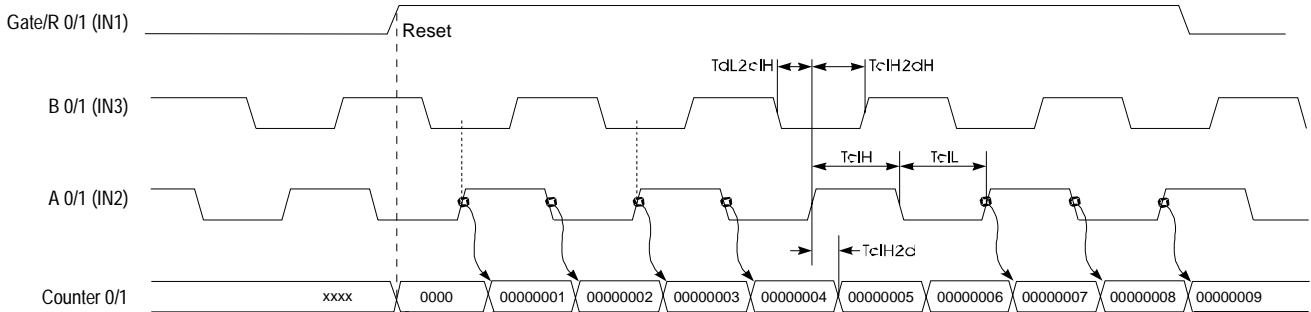 Gate/R 0/1 (IN1)
Reset
TdL2clH
TclH2dH
B 0/1 (IN3)
TclH
TclL
A 0/1 (IN2)
TclH2d
Counter 0/1
xxxx
0000
00000001
00000002
00000003
00000004
00000005
00000006
00000007
00000008
00000009